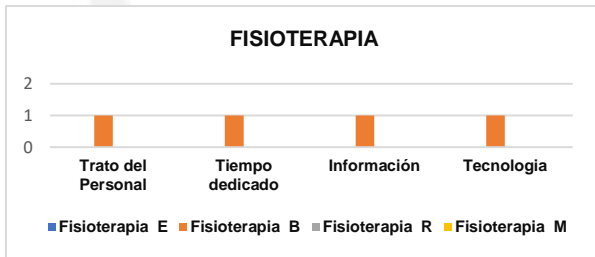 FISIOTERAPIA
2
1
0
Trato del Personal
Tiempo dedicado
Información
Tecnologia
Fisioterapia E
Fisioterapia B
Fisioterapia R
Fisioterapia M